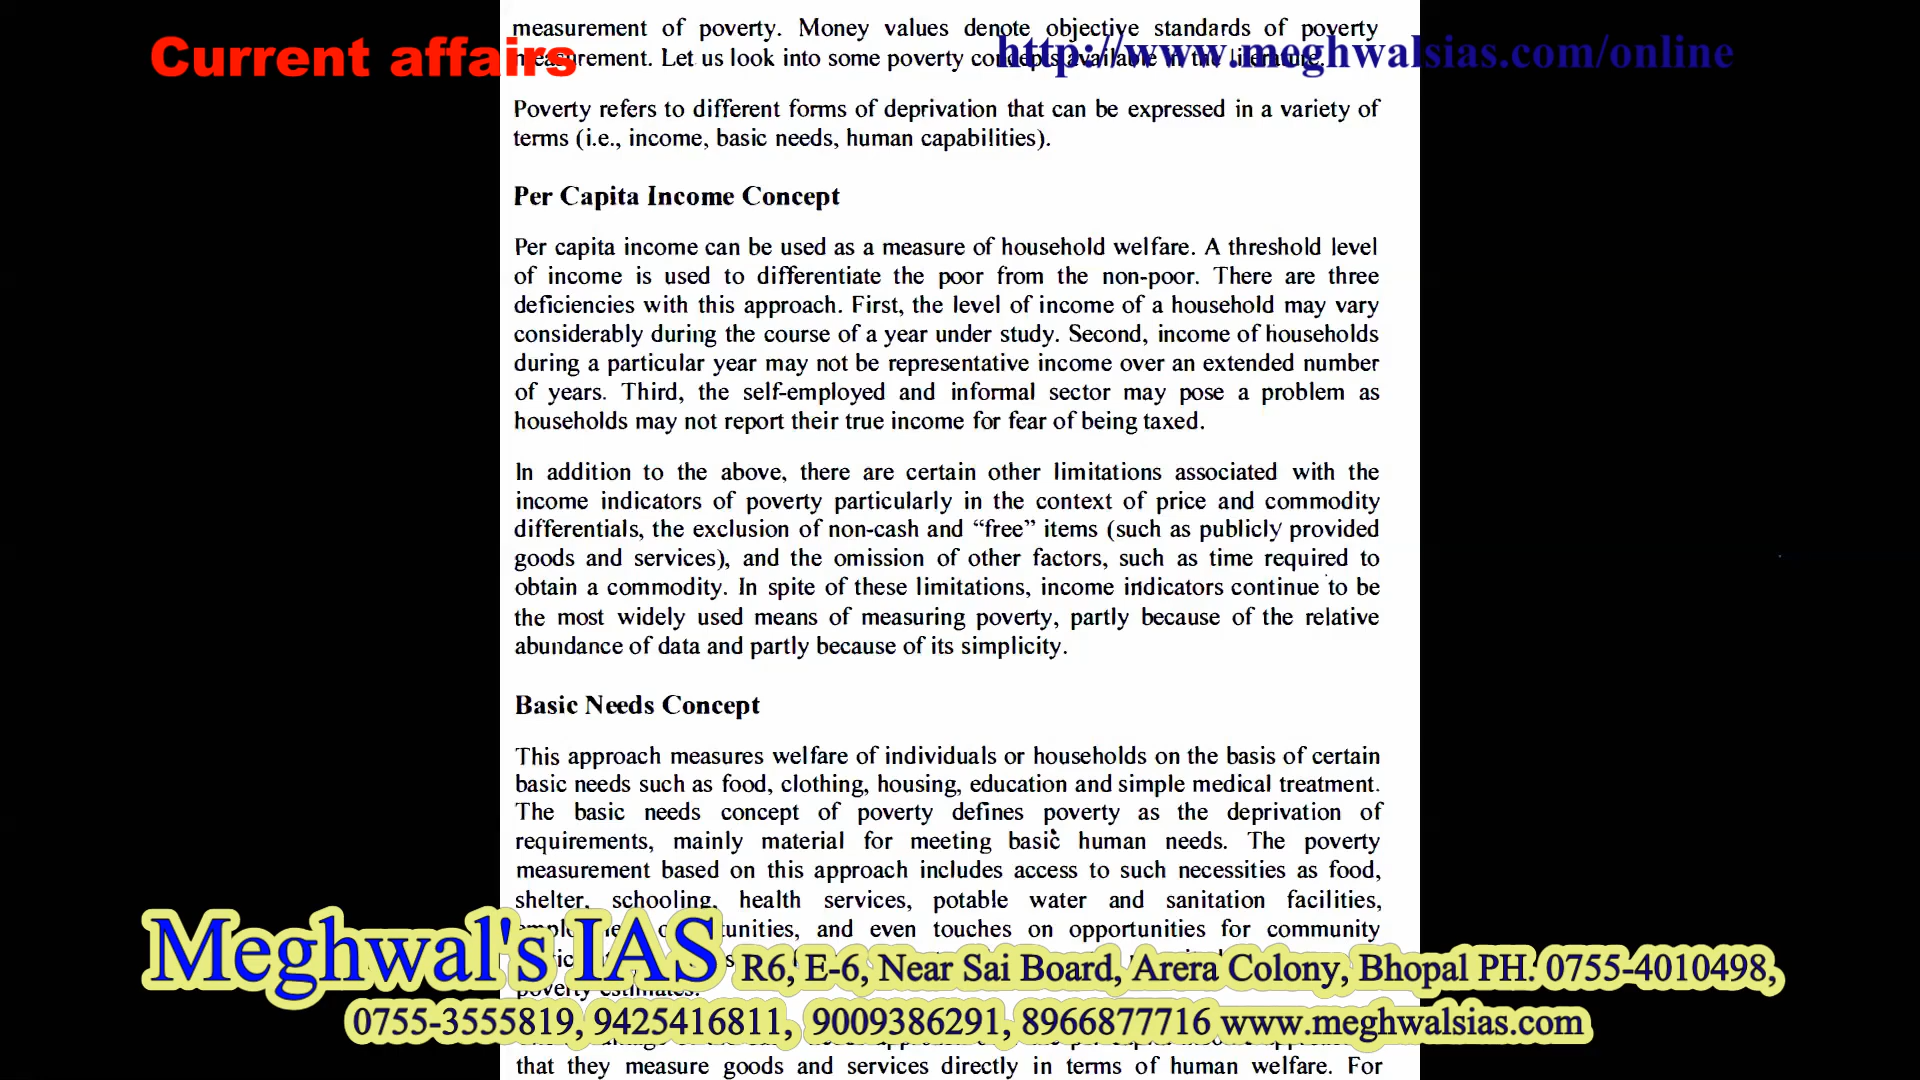 Current affairs
http://www.meghwalsias.com/online
measurement of poverty. Money values denote objective standards of poverty
measurement. Let us look into some poverty concepts available in the literature.
Poverty refers to different forms of deprivation that can be expressed in a variety of
terms (i.e., income, basic needs, human capabilities).
Per Capita Income Concept
Per capita income can be used as a measure of household welfare. A threshold level
of income is used to differentiate the poor from the non-poor. There are three
deficiencies with this approach. First, the level of income of a household may vary
considerably during the course of a year under study. Second, income of households
during a particular year may not be representative income over an extended number
of years. Third, the self-employed and informal sector may pose a problem as
households may not report their true income for fear of being taxed.
In addition to the above, there are certain other limitations associated with the
income indicators of poverty particularly in the context of price and commodity
differentials, the exclusion of non-cash and “free” items (such as publicly provided
goods and services), and the omission of other factors, such as time required to
obtain a commodity. In spite of these limitations, income indicators continue to be
the most widely used means of measuring poverty, partly because of the relative
abundance of data and partly because of its simplicity.
Basic Needs Concept
This approach measures welfare of individuals or households on the basis of certain
basic needs such as food, clothing, housing, education and simple medical treatment.
The basic needs concept of poverty defines poverty as the deprivation of
requirements, mainly material for meeting basic human needs. The poverty
measurement based on this approach includes access to such necessities as food,
shelter, schooling, health services, potable water and sanitation facilities,
and even touches on opportunities for community
poverty estimates.
that they measure goods and services directly in terms of human welfare. For
Meghwal's IAS R6, E-6, Near Sai Board, Arera Colony, Bhopal PH. 0755-4010498,
0755-3555819, 9425416811, 9009386291, 8966877716 www.meghwalsias.com